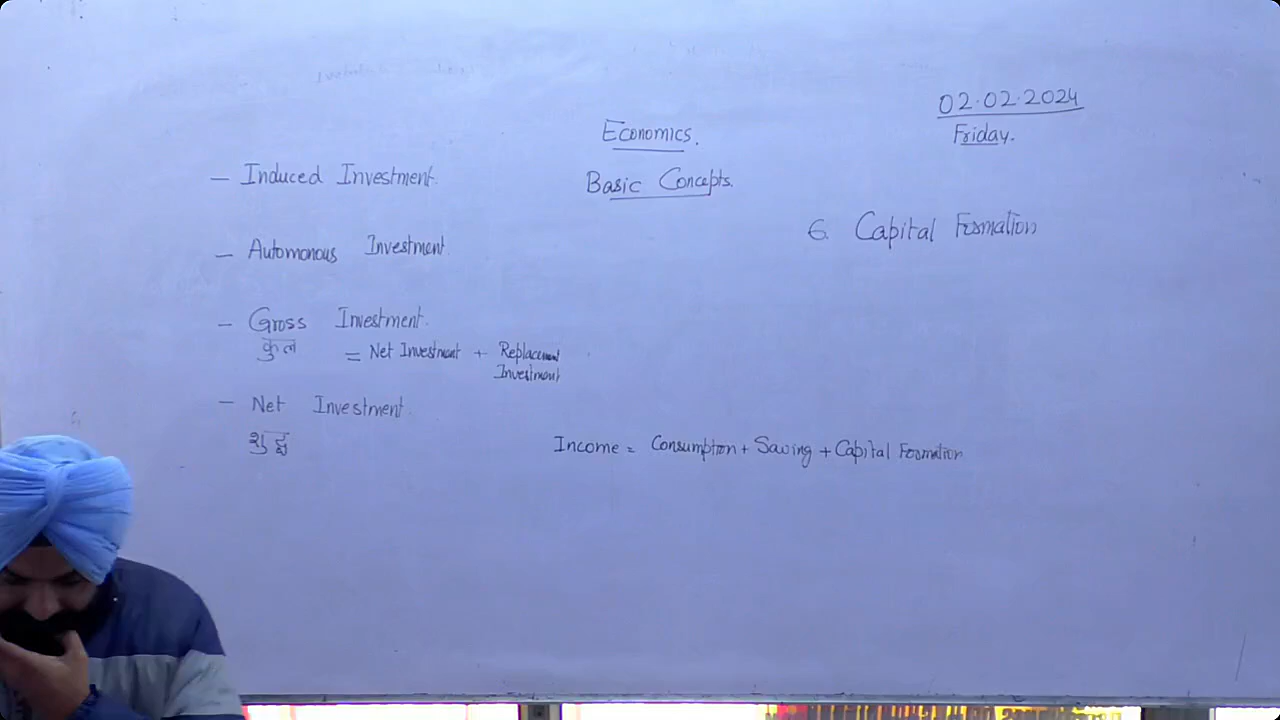 02.02.2024
Friday.
Economics.
Basic Concepts.
6. Capital Formation
– Induced Investment.
– Automonous Investment.
– Gross Investment.
कुल = Net Investment + Replacement
Investment
– Net Investment.
शुद्ध
Income = Consumption + Saving + Capital Formation